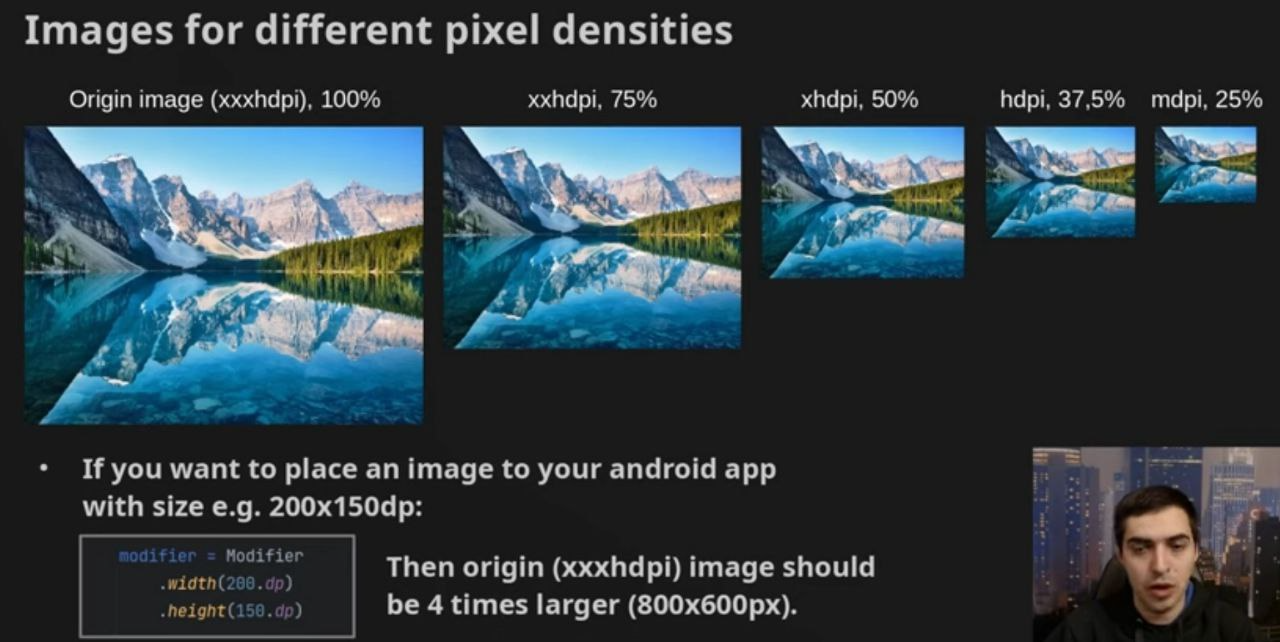 Images for different pixel densities
Origin image (xxxhdpi), 100%
xxhdpi, 75%
xhdpi, 50%
hdpi, 37,5%
mdpi, 25%
• If you want to place an image to your android app
with size e.g. 200x150dp:
modifier = Modifier
.width(200.dp)
.height(150.dp)
Then origin (xxxhdpi) image should
be 4 times larger (800x600px).